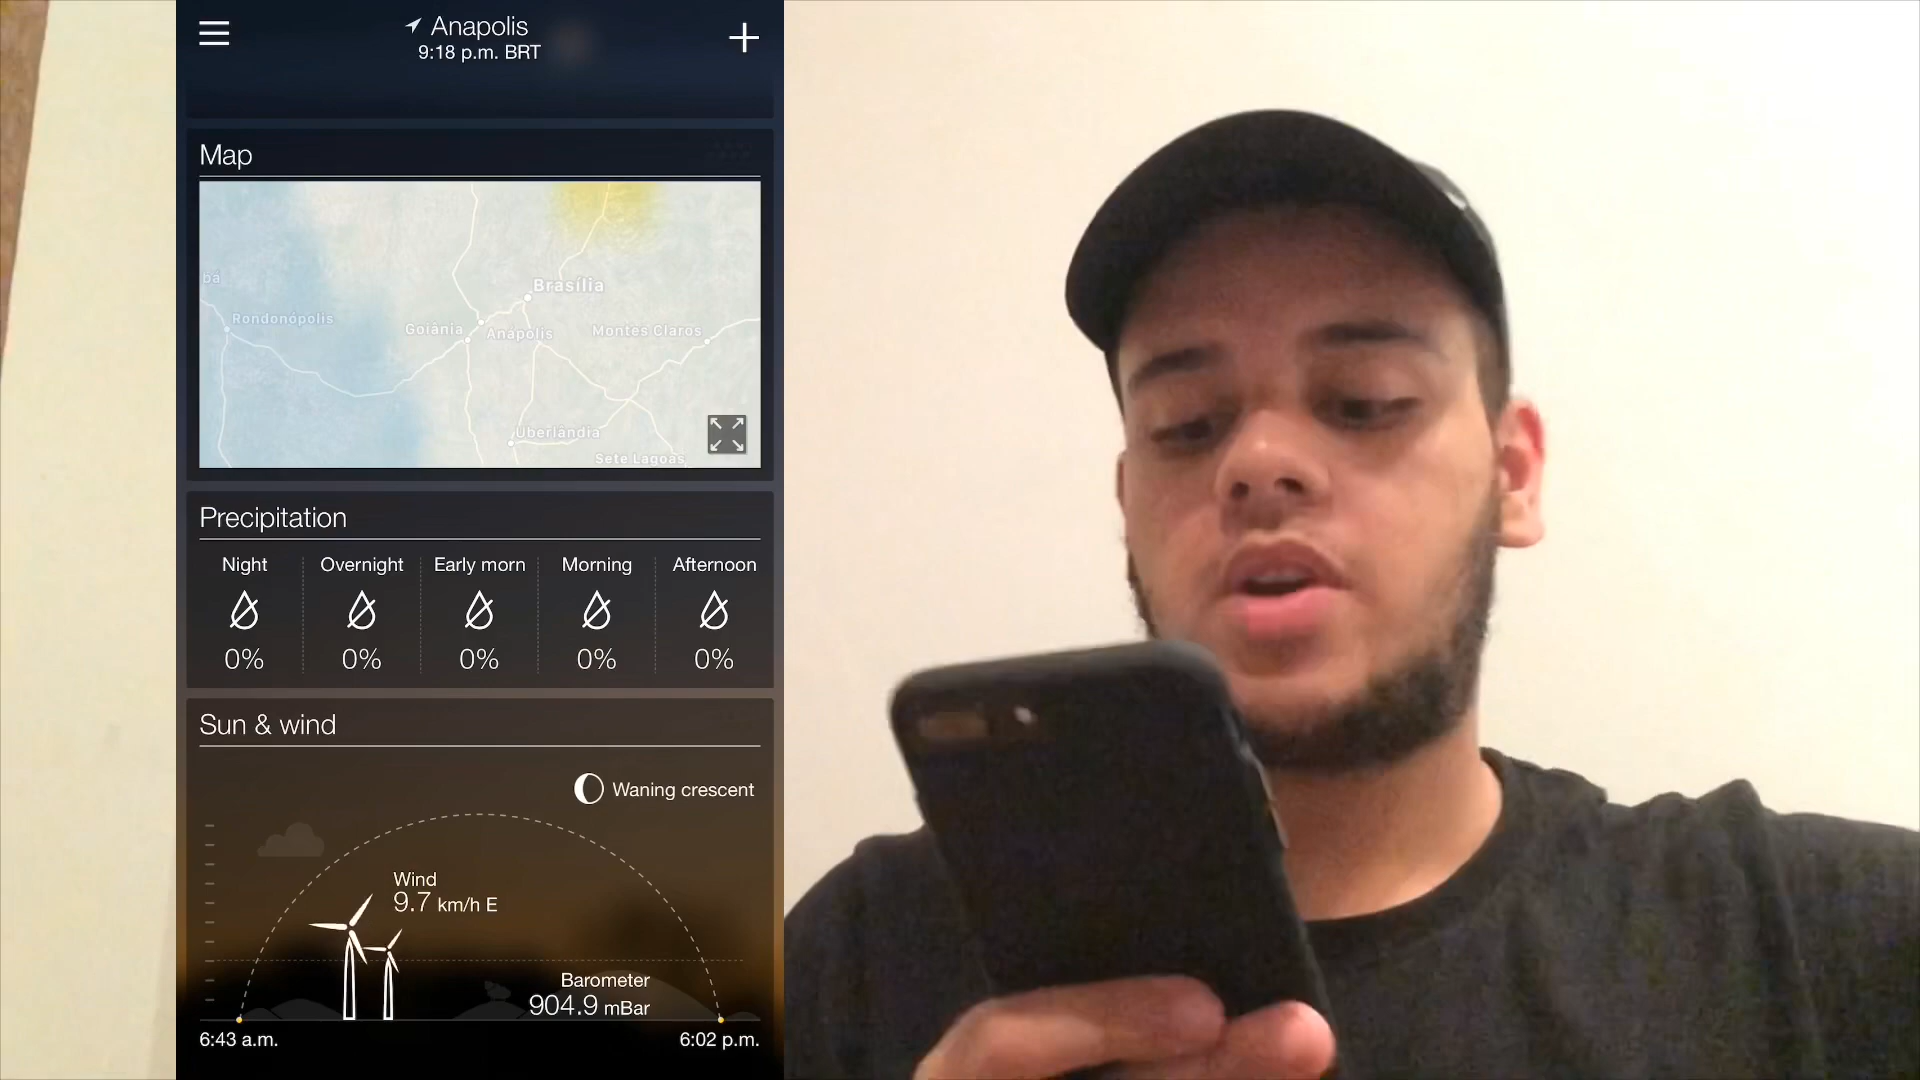 Anapolis
9:18 p.m. BRT
Map
bá
Brasília
Rondonópolis
Goiânia
Anápolis
Montes Claros
Uberlândia
Sete Lagoas
Precipitation
Night Overnight Early morn Morning Afternoon
0% 0% 0% 0% 0%
Sun & wind
Waning crescent
Wind
9.7 km/h E
Barometer
904.9 mBar
6:43 a.m. 6:02 p.m.